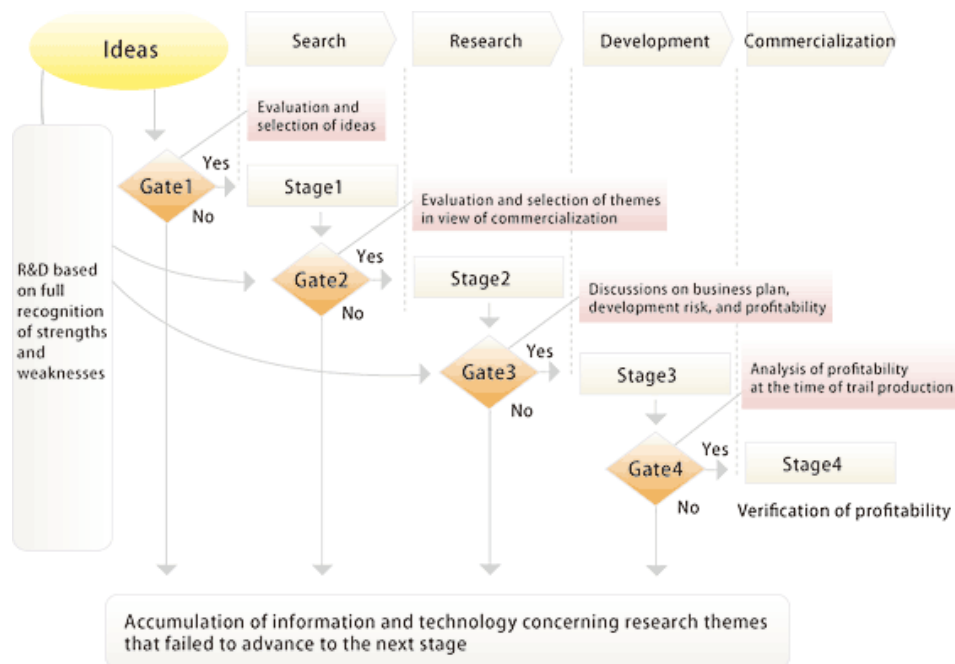 Ideas
Search
Research
Development
Commercialization
Evaluation and
selection of ideas
Yes
Gate1
Stage1
No
Evaluation and selection of themes
in view of commercialization
Yes
Gate2
Stage2
No
R&D based
on full
recognition
of strengths
and
weaknesses
Discussions on business plan,
development risk, and profitability
Yes
Gate3
Stage3
No
Analysis of profitability
at the time of trail production
Yes
Gate4
Stage4
No
Verification of profitability
Accumulation of information and technology concerning research themes
that failed to advance to the next stage